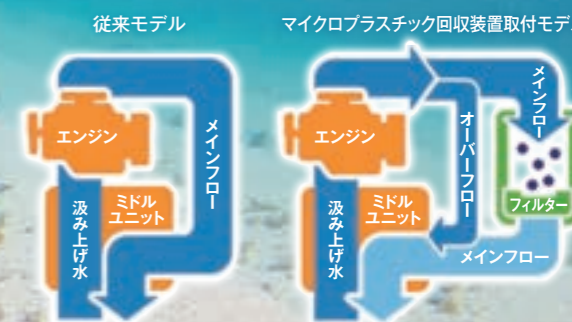 従来モデル
エンジン
メインフロー
汲み上げ水
ミドル
ユニット
マイクロプラスチック回収装置取付モデ
エンジン
オーバーフロー
メインフロー
フィルター
汲み上げ水
ミドル
ユニット
メインフロー